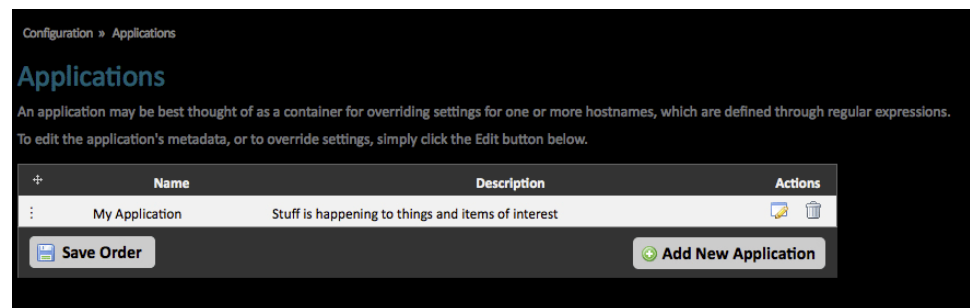 Configuration » Applications
Applications
An application may be best thought of as a container for overriding settings for one or more hostnames, which are defined through regular expressions.
To edit the application's metadata, or to override settings, simply click the Edit button below.
Name Description Actions
My Application Stuff is happening to things and items of interest
Save Order Add New Application